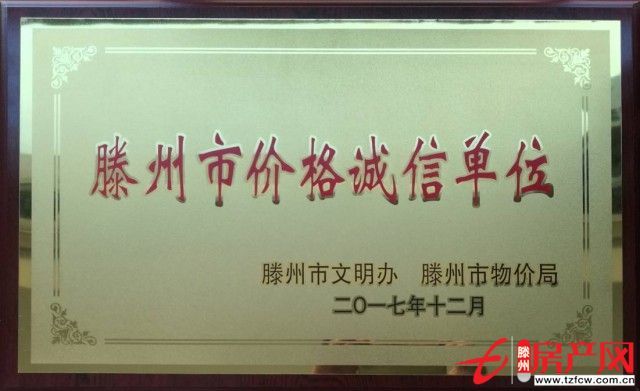 滕州市价格诚信单位
滕州市文明办 滕州市物价局
二〇一七年十二月
滕州房产网
www.tzfcw.com.cn